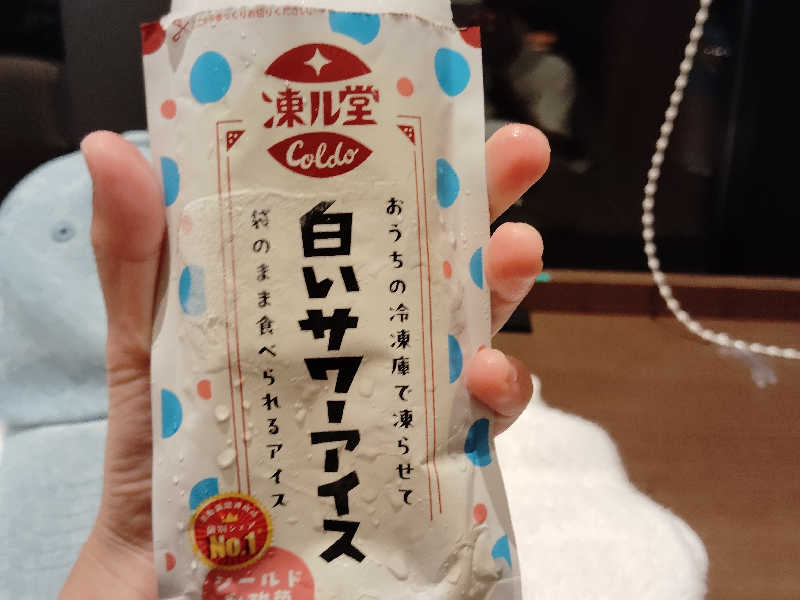 凍ル堂
Coldo
おうちの冷凍庫で凍らせて
白いサワーアイス
袋のまま食べられるアイス
No.1
シールド